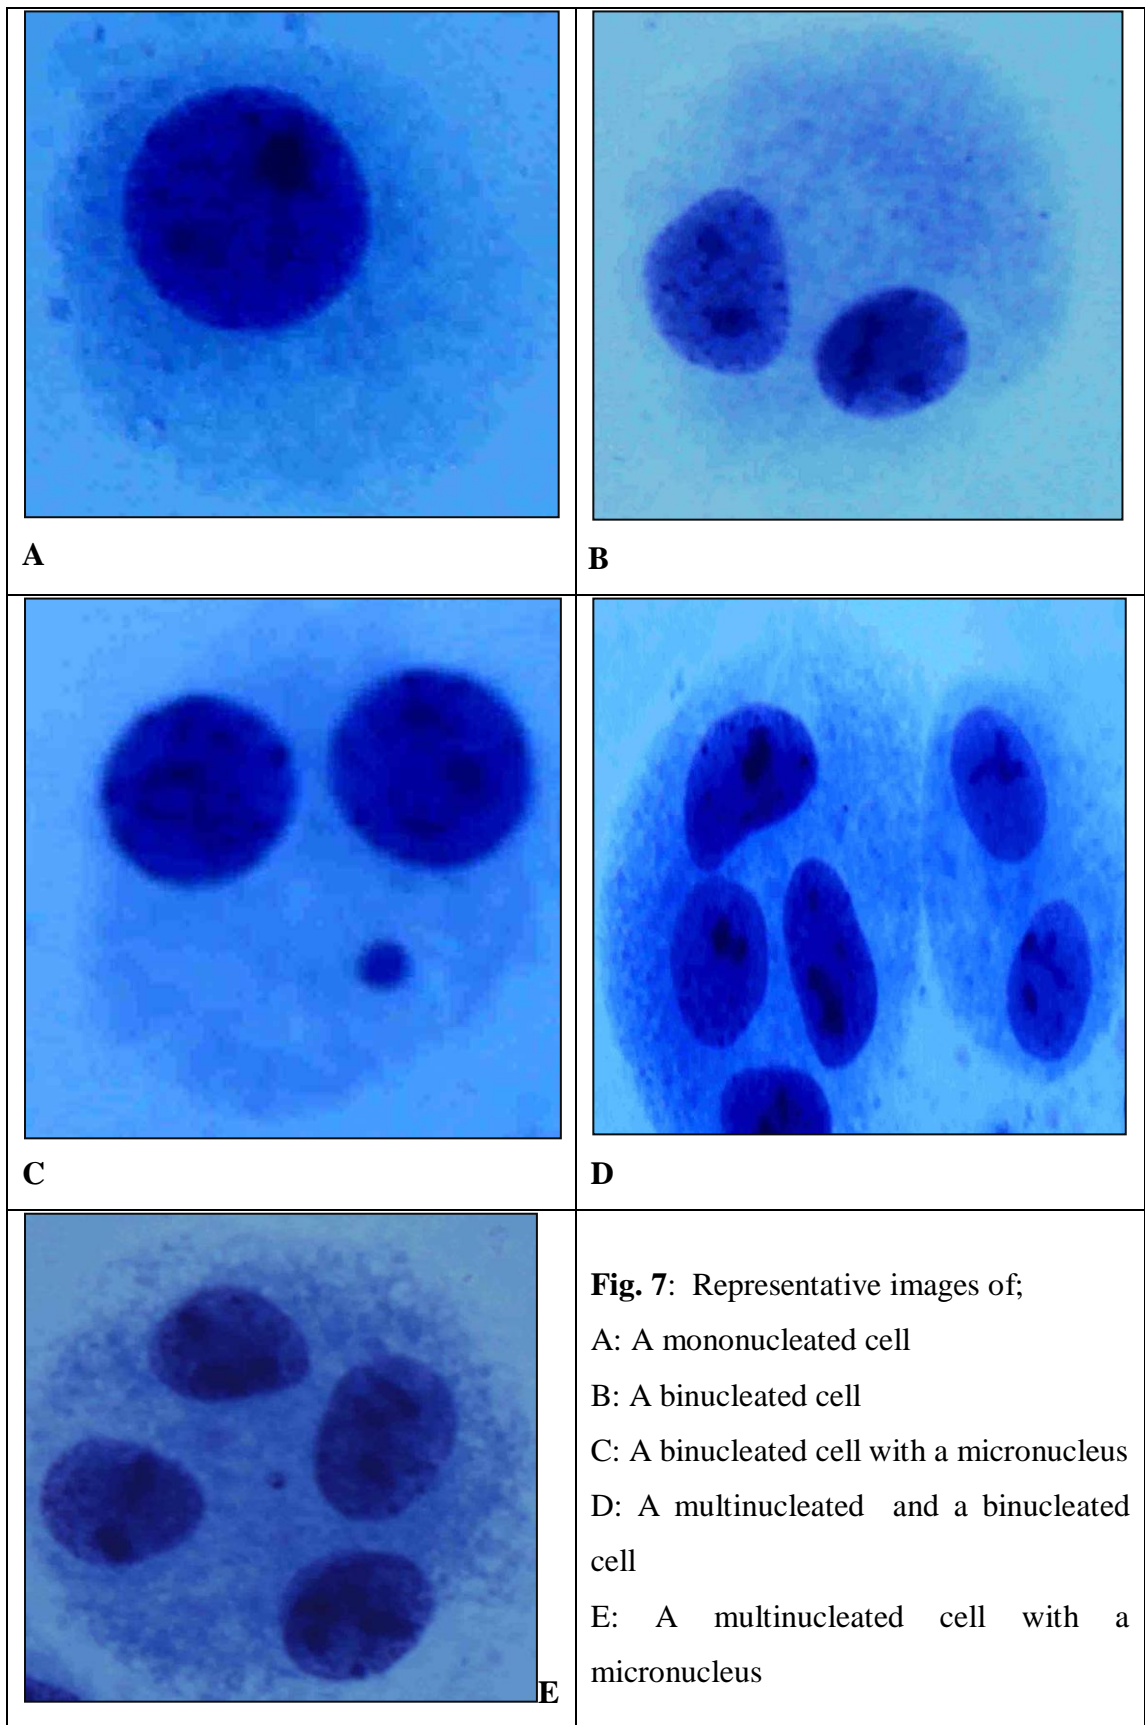 A
B
C
D
E
Fig. 7: Representative images of;
A: A mononucleated cell
B: A binucleated cell
C: A binucleated cell with a micronucleus
D: A multinucleated and a binucleated
cell
E: A multinucleated cell with a
micronucleus